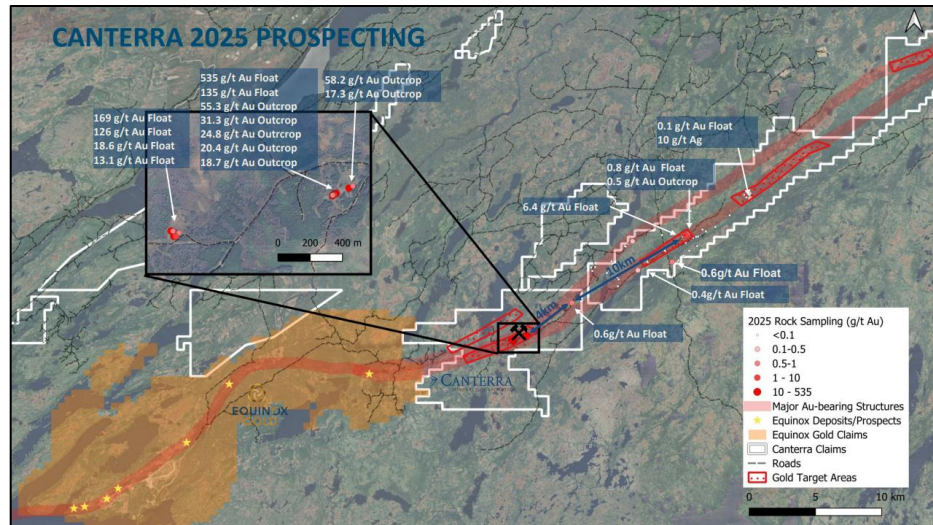 CANTERRA 2025 PROSPECTING
535 g/t Au Float
135 g/t Au Float
55.3 g/t Au Outcrop
31.3 g/t Au Outcrop
24.8 g/t Au Outrcrop
20.4 g/t Au Outcrop
18.7 g/t Au Outcrop
58.2 g/t Au Outcrop
17.3 g/t Au Outcrop
169 g/t Au Float
126 g/t Au Float
18.6 g/t Au Float
13.1 g/t Au Float
0 200 400 m
0.1 g/t Au Float
10 g/t Ag
0.8 g/t Au Float
0.5 g/t Au Outcrop
6.4 g/t Au Float
10km
0.6g/t Au Float
0.4g/t Au Float
4km
0.6g/t Au Float
CANTERRA
EQUINOX
2025 Rock Sampling (g/t Au)
<0.1
0.1-0.5
0.5-1
1 - 10
10 - 535
Major Au-bearing Structures
Equinox Deposits/Prospects
Equinox Gold Claims
Canterra Claims
Roads
Gold Target Areas
0 5 10 km